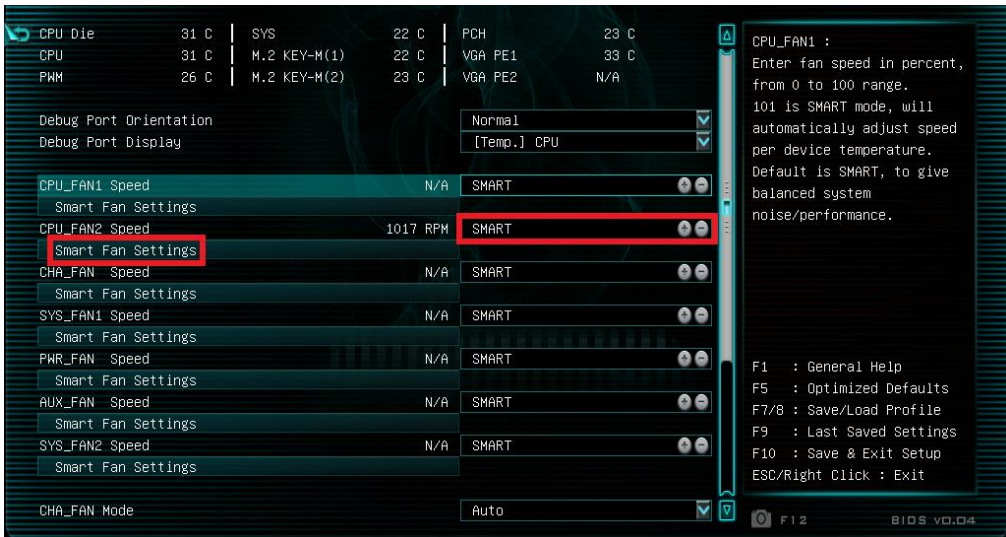 CPU Die 31 C SYS 22 C PCH 23 C
CPU 31 C M.2 KEY-M(1) 22 C VGA PE1 33 C
PWM 26 C M.2 KEY-M(2) 23 C VGA PE2 N/A
Debug Port Orientation Normal
Debug Port Display [Temp.] CPU
CPU_FAN1 Speed N/A SMART
Smart Fan Settings
CPU_FAN2 Speed 1017 RPM SMART
Smart Fan Settings
CHA_FAN Speed N/A SMART
Smart Fan Settings
SYS_FAN1 Speed N/A SMART
Smart Fan Settings
PWR_FAN Speed N/A SMART
Smart Fan Settings
AUX_FAN Speed N/A SMART
Smart Fan Settings
SYS_FAN2 Speed N/A SMART
Smart Fan Settings
CHA_FAN Mode Auto
CPU_FAN1 :
Enter fan speed in percent,
from 0 to 100 range.
101 is SMART mode, will
automatically adjust speed
per device temperature.
Default is SMART, to give
balanced system
noise/performance.
F1 : General Help
F5 : Optimized Defaults
F7/8 : Save/Load Profile
F9 : Last Saved Settings
F10 : Save & Exit Setup
ESC/Right Click : Exit
F12 BIOS v0.04